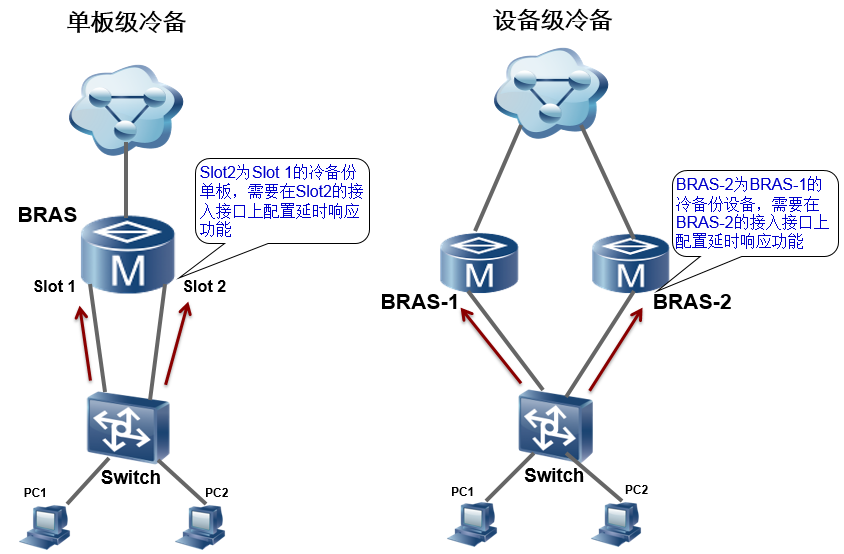 单板级冷备
Slot2为Slot 1的冷备份
单板，需要在Slot2的接
入接口上配置延时响应
功能
BRAS
M
Slot 1
Slot 2
Switch
PC1
PC2
设备级冷备
BRAS-2为BRAS-1的
冷备份设备，需要在
BRAS-2的接入接口上
配置延时响应功能
M
M
BRAS-1
BRAS-2
Switch
PC1
PC2